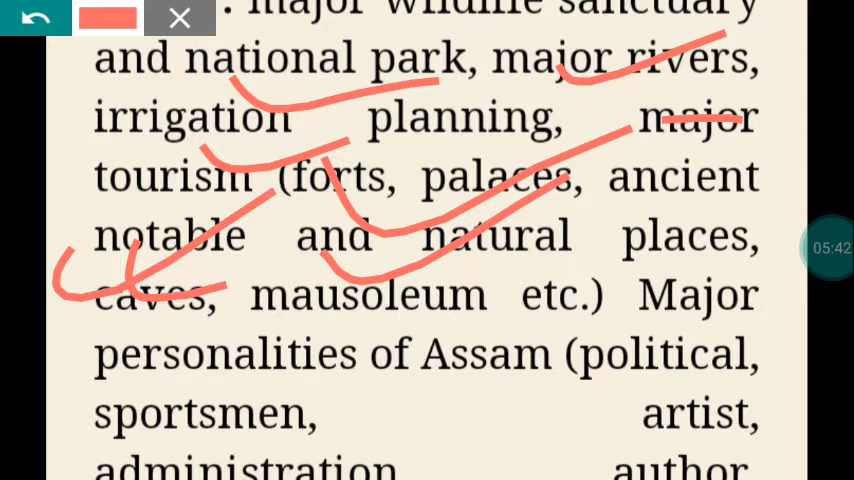 : major wildlife sanctuary
and national park, major rivers,
irrigation planning, major
tourism (forts, palaces, ancient
notable and natural places,
caves, mausoleum etc.) Major
personalities of Assam (political,
sportsmen, artist,
administration, author,
05:42